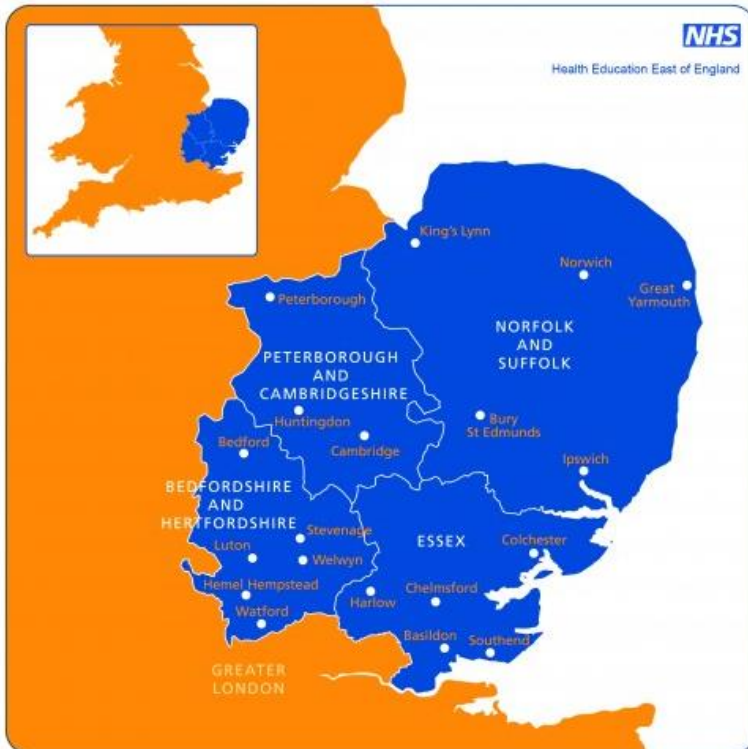 NHS
Health Education East of England
King's Lynn
Norwich
Great
Yarmouth
Peterborough
NORFOLK
AND
SUFFOLK
PETERBOROUGH
AND
CAMBRIDGESHIRE
Huntingdon
Cambridge
Bury
St Edmunds
Ipswich
Bedford
BEDFORDSHIRE
AND
HERTFORDSHIRE
Stevenage
Luton
Welwyn
Hemel Hempstead
Watford
ESSEX
Colchester
Harlow
Chelmsford
Basildon
Southend
GREATER
LONDON